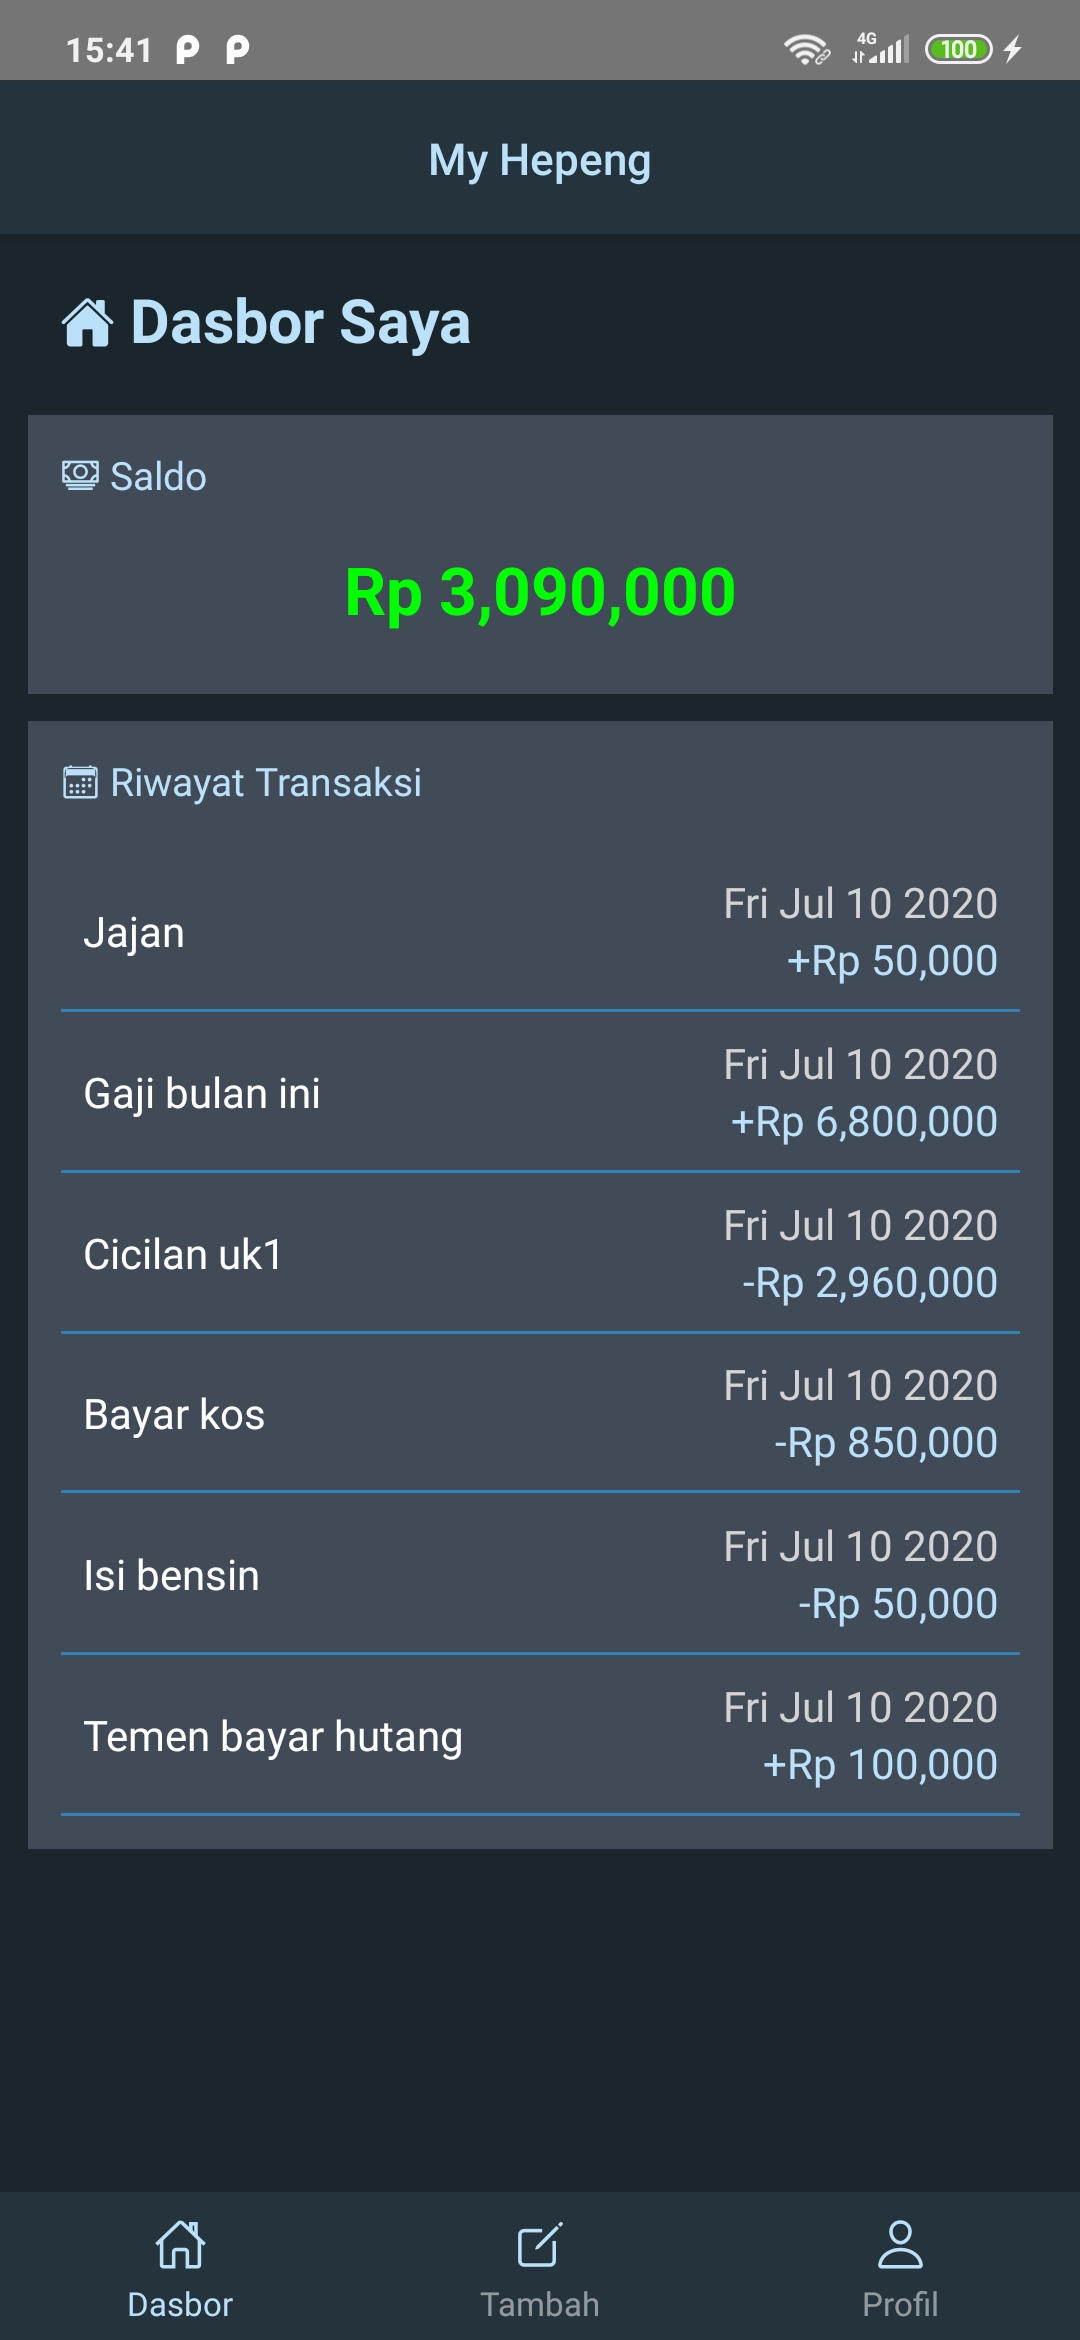 15:41
4G
100
My Hepeng
Dasbor Saya
Saldo
Rp 3,090,000
Riwayat Transaksi
Jajan
Fri Jul 10 2020
+Rp 50,000
Gaji bulan ini
Fri Jul 10 2020
+Rp 6,800,000
Cicilan uk1
Fri Jul 10 2020
-Rp 2,960,000
Bayar kos
Fri Jul 10 2020
-Rp 850,000
Isi bensin
Fri Jul 10 2020
-Rp 50,000
Temen bayar hutang
Fri Jul 10 2020
+Rp 100,000
Dasbor
Tambah
Profil